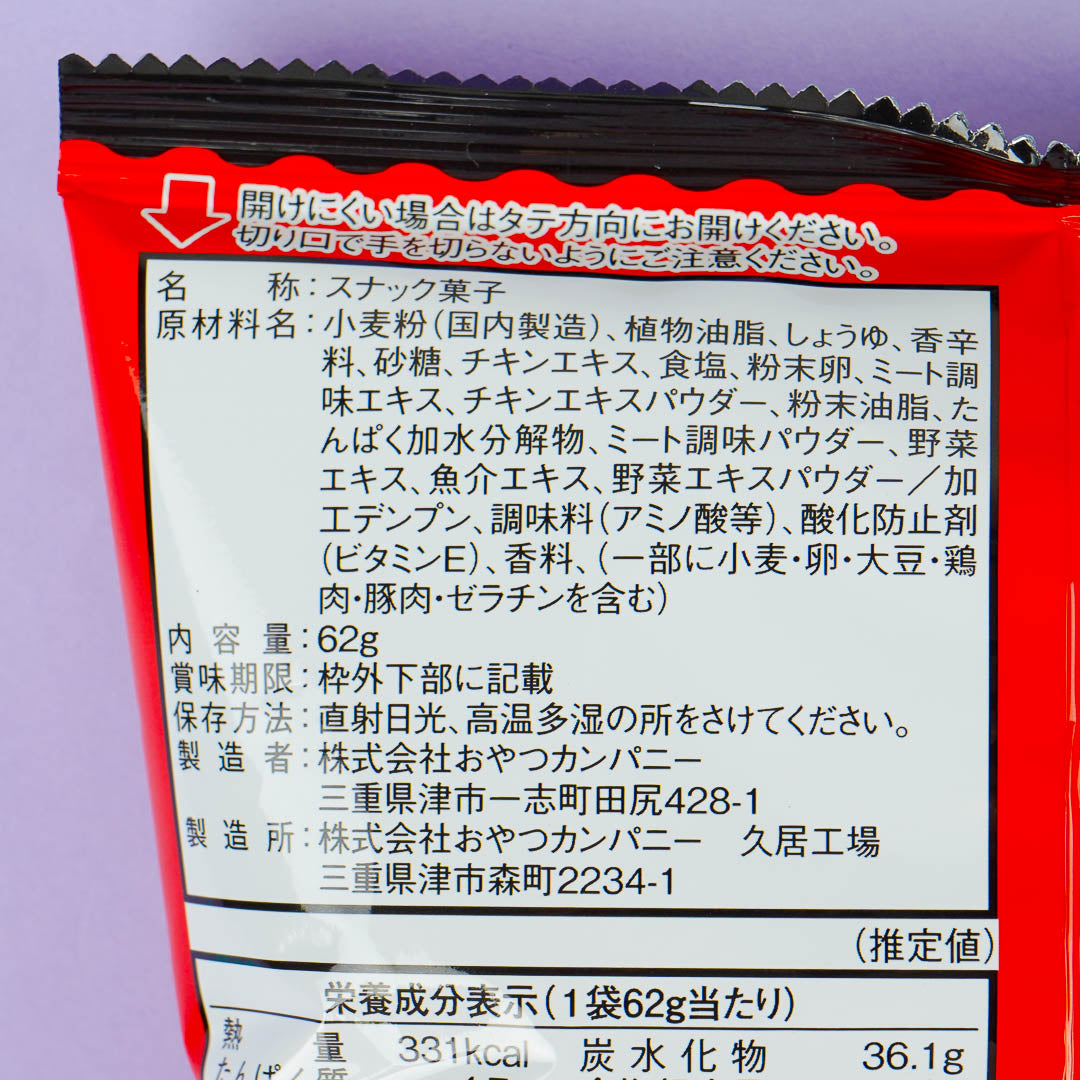 開けにくい場合はタテ方向にお開けください。
切り口で手を切らないようにご注意ください。
名称：スナック菓子
原材料名：小麦粉（国内製造）、植物油脂、しょうゆ、香辛
料、砂糖、チキンエキス、食塩、粉末卵、ミート調
味エキス、チキンエキスパウダー、粉末油脂、た
んぱく加水分解物、ミート調味パウダー、野菜
エキス、魚介エキス、野菜エキスパウダー／加
工デンプン、調味料（アミノ酸等）、酸化防止剤
（ビタミンE）、香料、（一部に小麦・卵・大豆・鶏
肉・豚肉・ゼラチンを含む）
内容量：62g
賞味期限：枠外下部に記載
保存方法：直射日光、高温多湿の所をさけてください。
製造者：株式会社おやつカンパニー
三重県津市一志町田尻428-1
製造所：株式会社おやつカンパニー　久居工場
三重県津市森町2234-1
（推定値）
栄養成分表示（1袋62g当たり）
熱量 331kcal 炭水化物 36.1g
たんぱく質